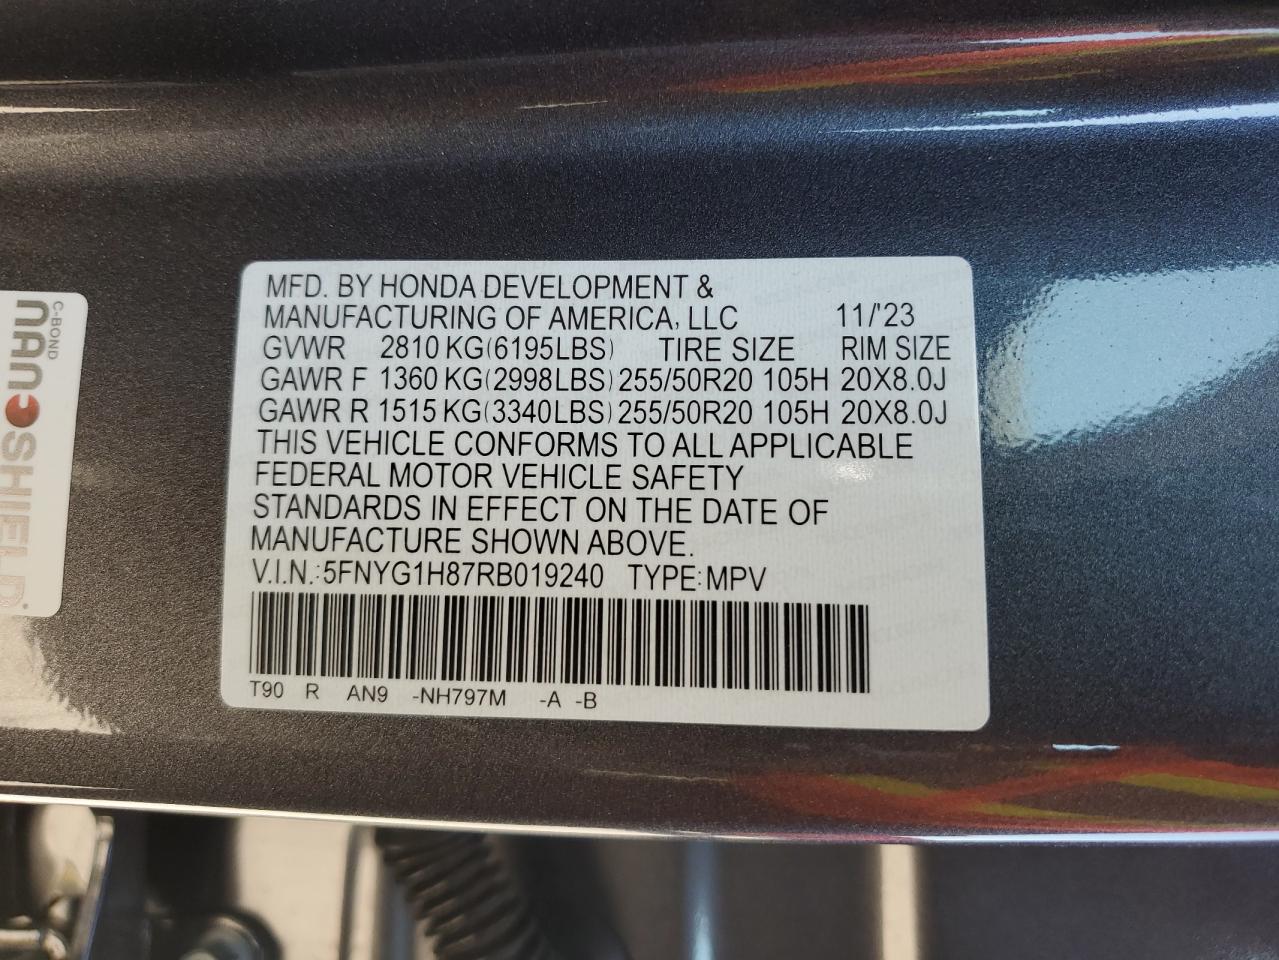 MFD. BY HONDA DEVELOPMENT &
MANUFACTURING OF AMERICA, LLC 11/'23
GVWR 2810 KG(6195LBS) TIRE SIZE RIM SIZE
GAWR F 1360 KG(2998LBS) 255/50R20 105H 20X8.0J
GAWR R 1515 KG(3340LBS) 255/50R20 105H 20X8.0J
THIS VEHICLE CONFORMS TO ALL APPLICABLE
FEDERAL MOTOR VEHICLE SAFETY
STANDARDS IN EFFECT ON THE DATE OF
MANUFACTURE SHOWN ABOVE.
V.I.N.:5FNYG1H87RB019240 TYPE:MPV
T90 R AN9 -NH797M -A -B
C-BOND
NANOSHIELD